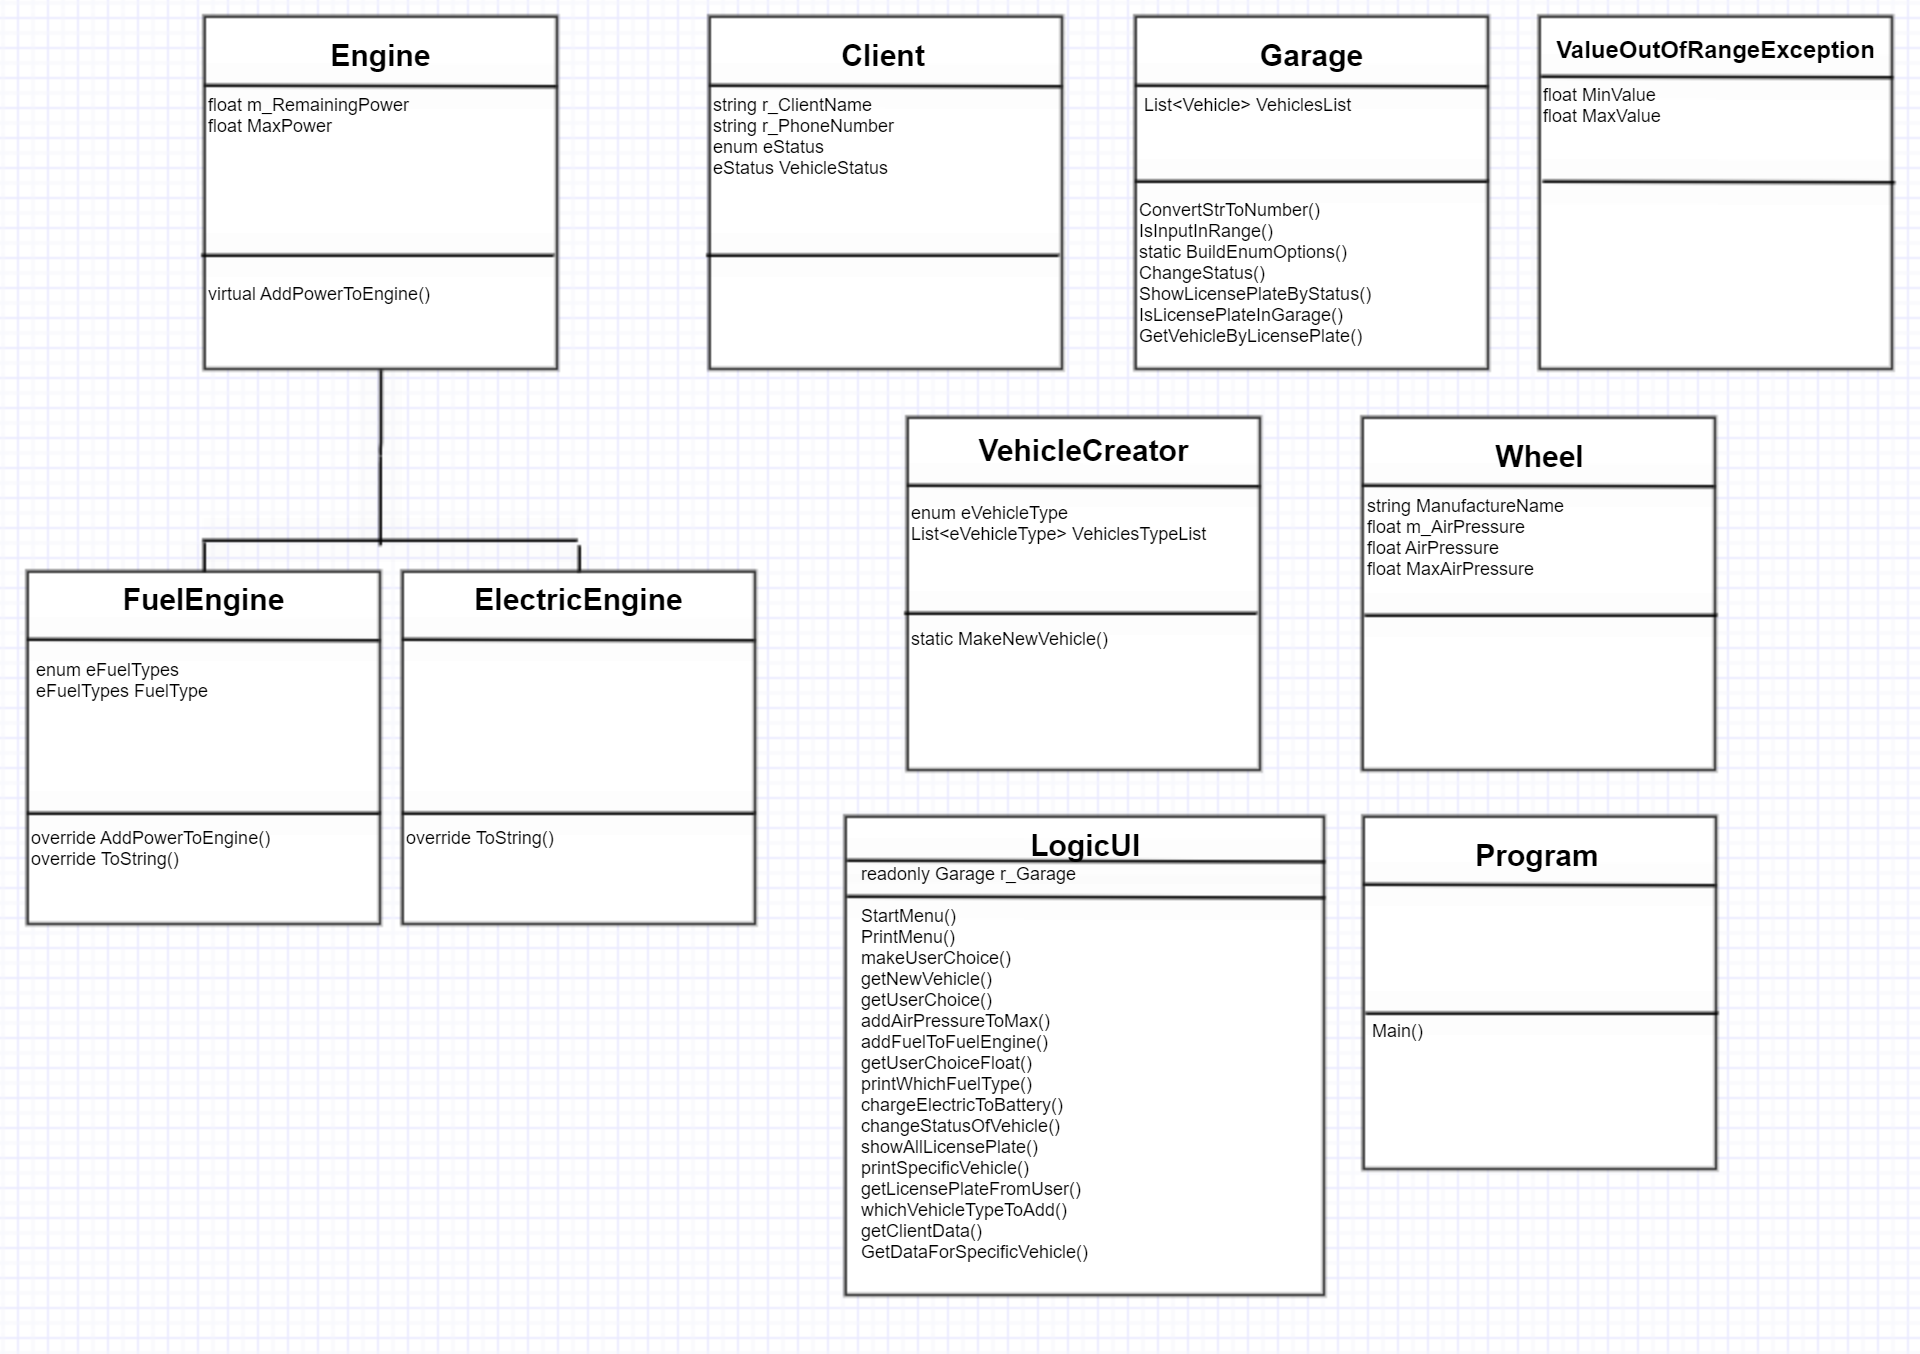 Engine
float m_RemainingPower
float MaxPower
virtual AddPowerToEngine()
Client
string r_ClientName
string r_PhoneNumber
enum eStatus
eStatus VehicleStatus
Garage
List<Vehicle> VehiclesList
ConvertStrToNumber()
IsInputInRange()
static BuildEnumOptions()
ChangeStatus()
ShowLicensePlateByStatus()
IsLicensePlateInGarage()
GetVehicleByLicensePlate()
ValueOutOfRangeException
float MinValue
float MaxValue
VehicleCreator
enum eVehicleType
List<eVehicleType> VehiclesTypeList
static MakeNewVehicle()
Wheel
string ManufactureName
float m_AirPressure
float AirPressure
float MaxAirPressure
FuelEngine
enum eFuelTypes
eFuelTypes FuelType
override AddPowerToEngine()
override ToString()
ElectricEngine
override ToString()
LogicUI
readonly Garage r_Garage
StartMenu()
PrintMenu()
makeUserChoice()
getNewVehicle()
getUserChoice()
addAirPressureToMax()
addFuelToFuelEngine()
getUserChoiceFloat()
printWhichFuelType()
chargeElectricToBattery()
changeStatusOfVehicle()
showAllLicensePlate()
printSpecificVehicle()
getLicensePlateFromUser()
whichVehicleTypeToAdd()
getClientData()
GetDataForSpecificVehicle()
Program
Main()